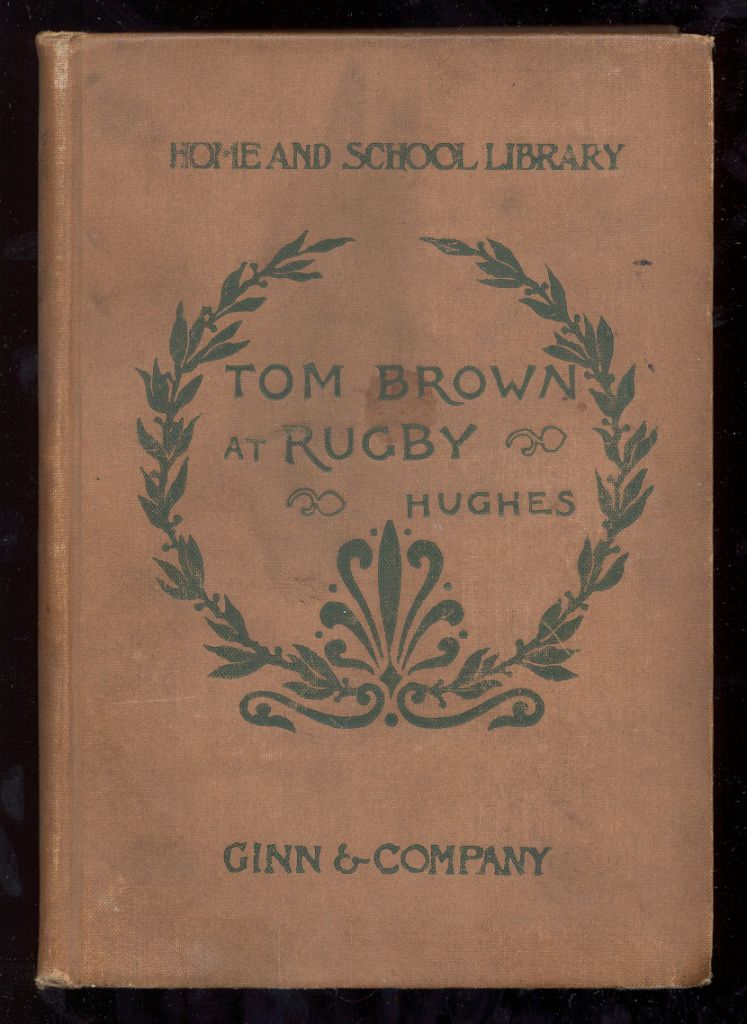 HOME AND SCHOOL LIBRARY
TOM BROWN
AT RUGBY
HUGHES
GINN & COMPANY